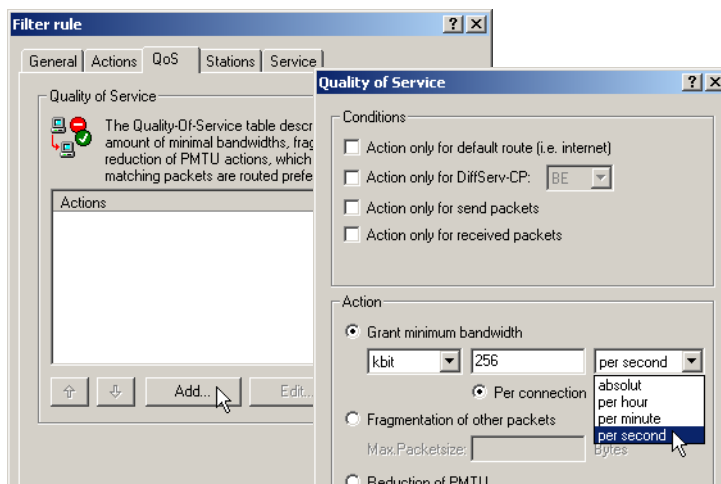 Filter rule
General
Actions
QoS
Stations
Service
Quality of Service
The Quality-Of-Service table descr
amount of minimal bandwidths, frag
reduction of PMTU actions, which
matching packets are routed prefe
Actions
Add...
Edit...
Quality of Service
Conditions
Action only for default route (i.e. internet)
Action only for DiffServ-CP:
BE
Action only for send packets
Action only for received packets
Action
Grant minimum bandwidth
kbit
256
per second
absolut
per hour
per minute
per second
Per connection
Fragmentation of other packets
Max.Packetsize:
Bytes
Reduction of PMTU